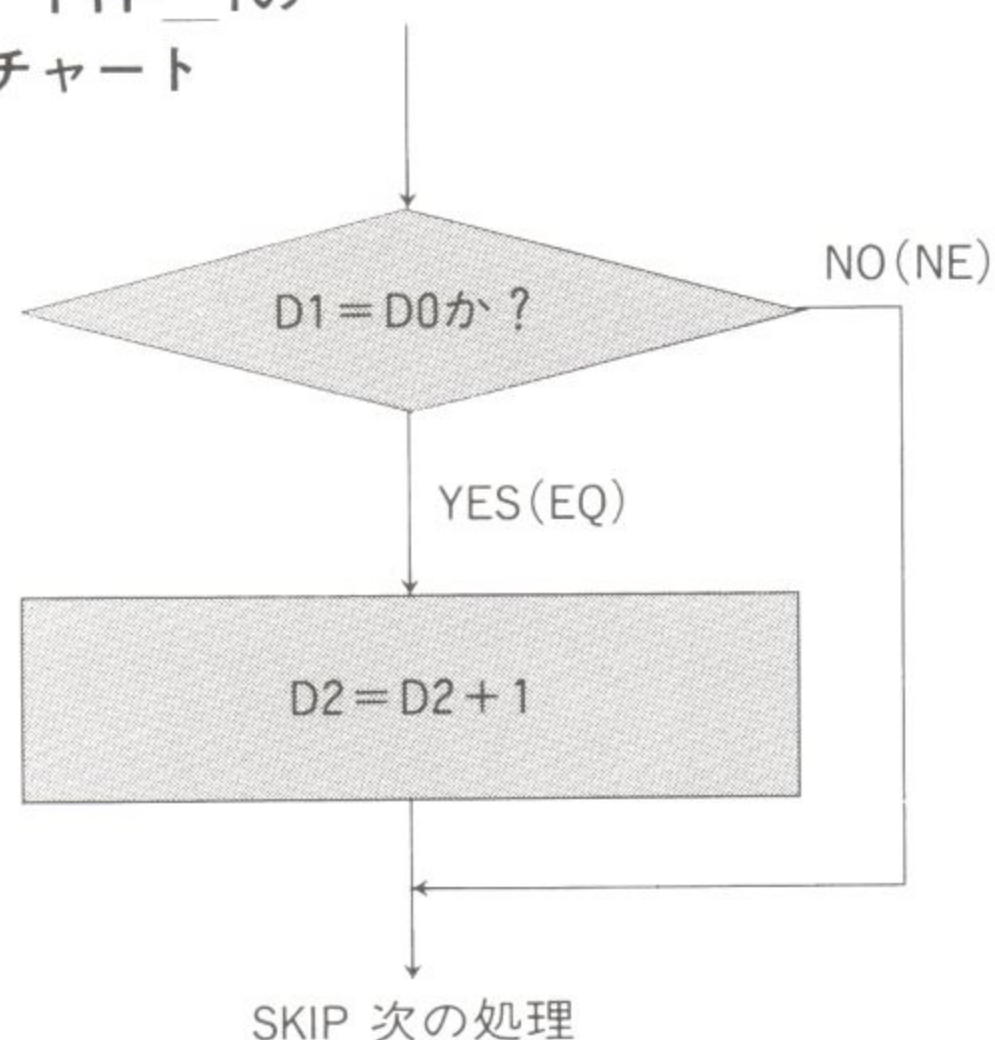 チャート
NO(NE)
D1=D0か?
YES(EQ)
D2=D2+1
SKIP 次の処理